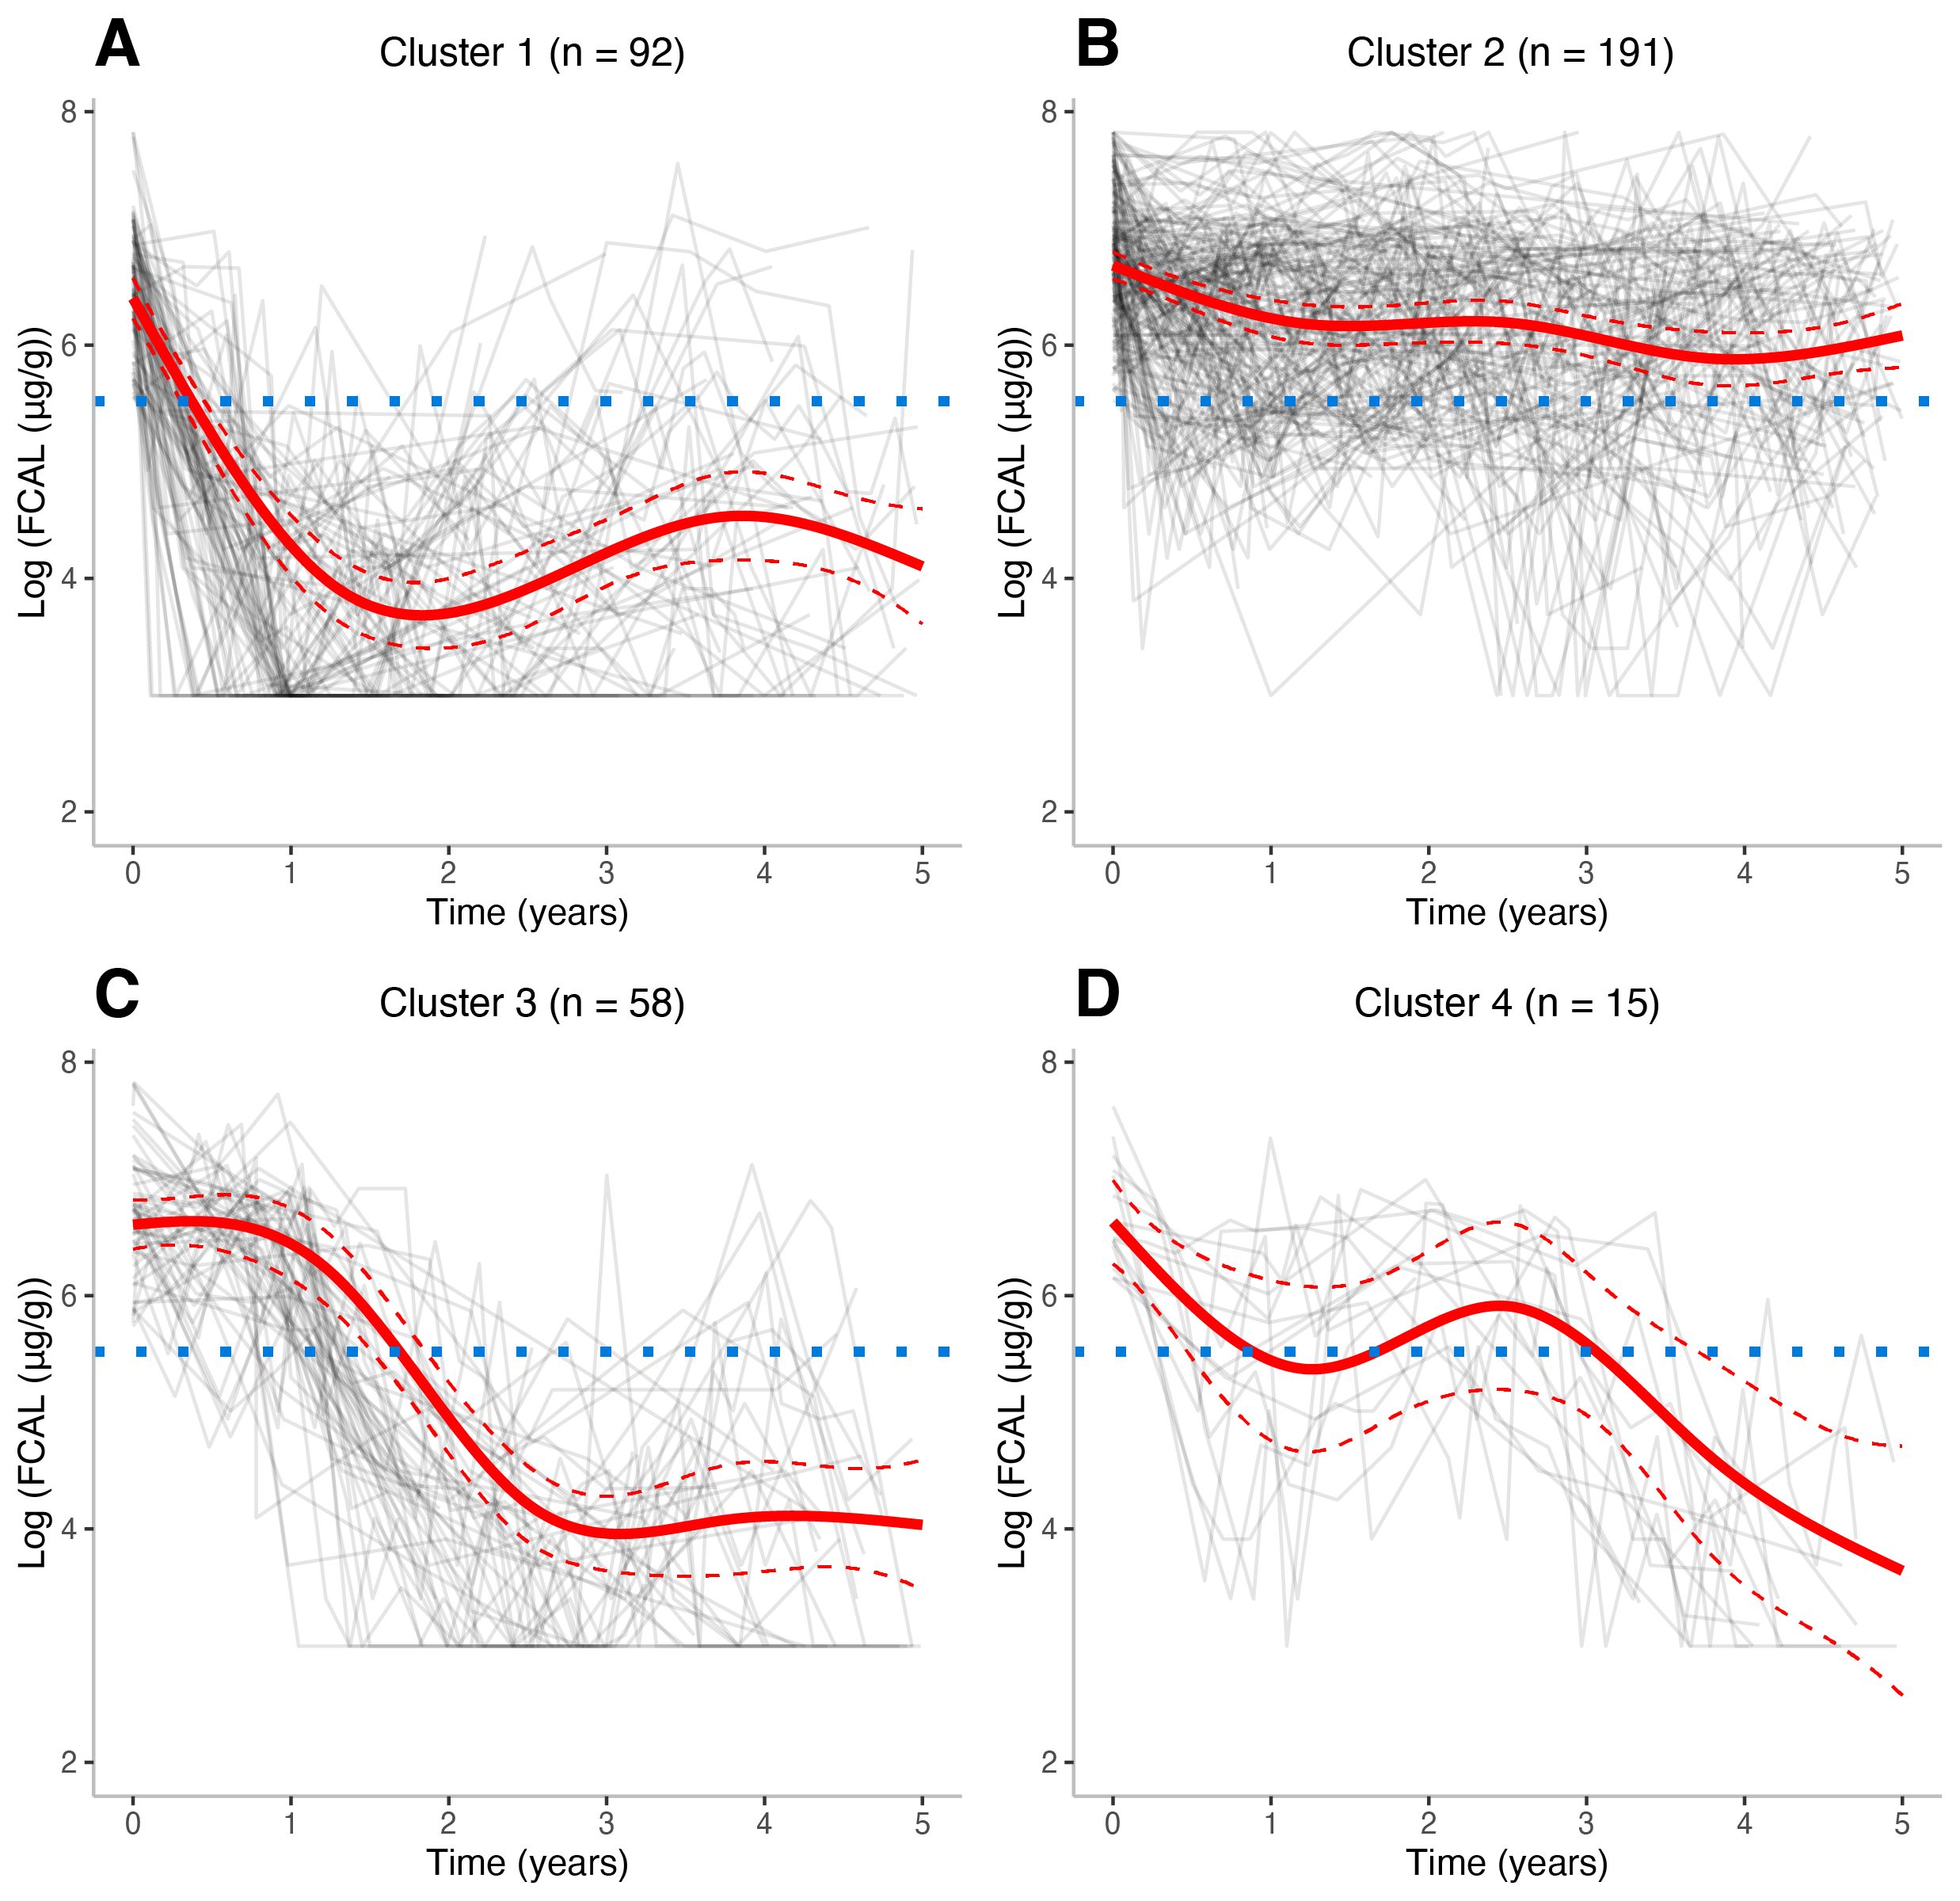 A
Cluster 1 (n = 92)
8
6
4
2
Log (FCAL (μg/g))
0 1 2 3 4 5
Time (years)
B
Cluster 2 (n = 191)
8
6
4
2
Log (FCAL (μg/g))
0 1 2 3 4 5
Time (years)
C
Cluster 3 (n = 58)
8
6
4
2
Log (FCAL (μg/g))
0 1 2 3 4 5
Time (years)
D
Cluster 4 (n = 15)
8
6
4
2
Log (FCAL (μg/g))
0 1 2 3 4 5
Time (years)